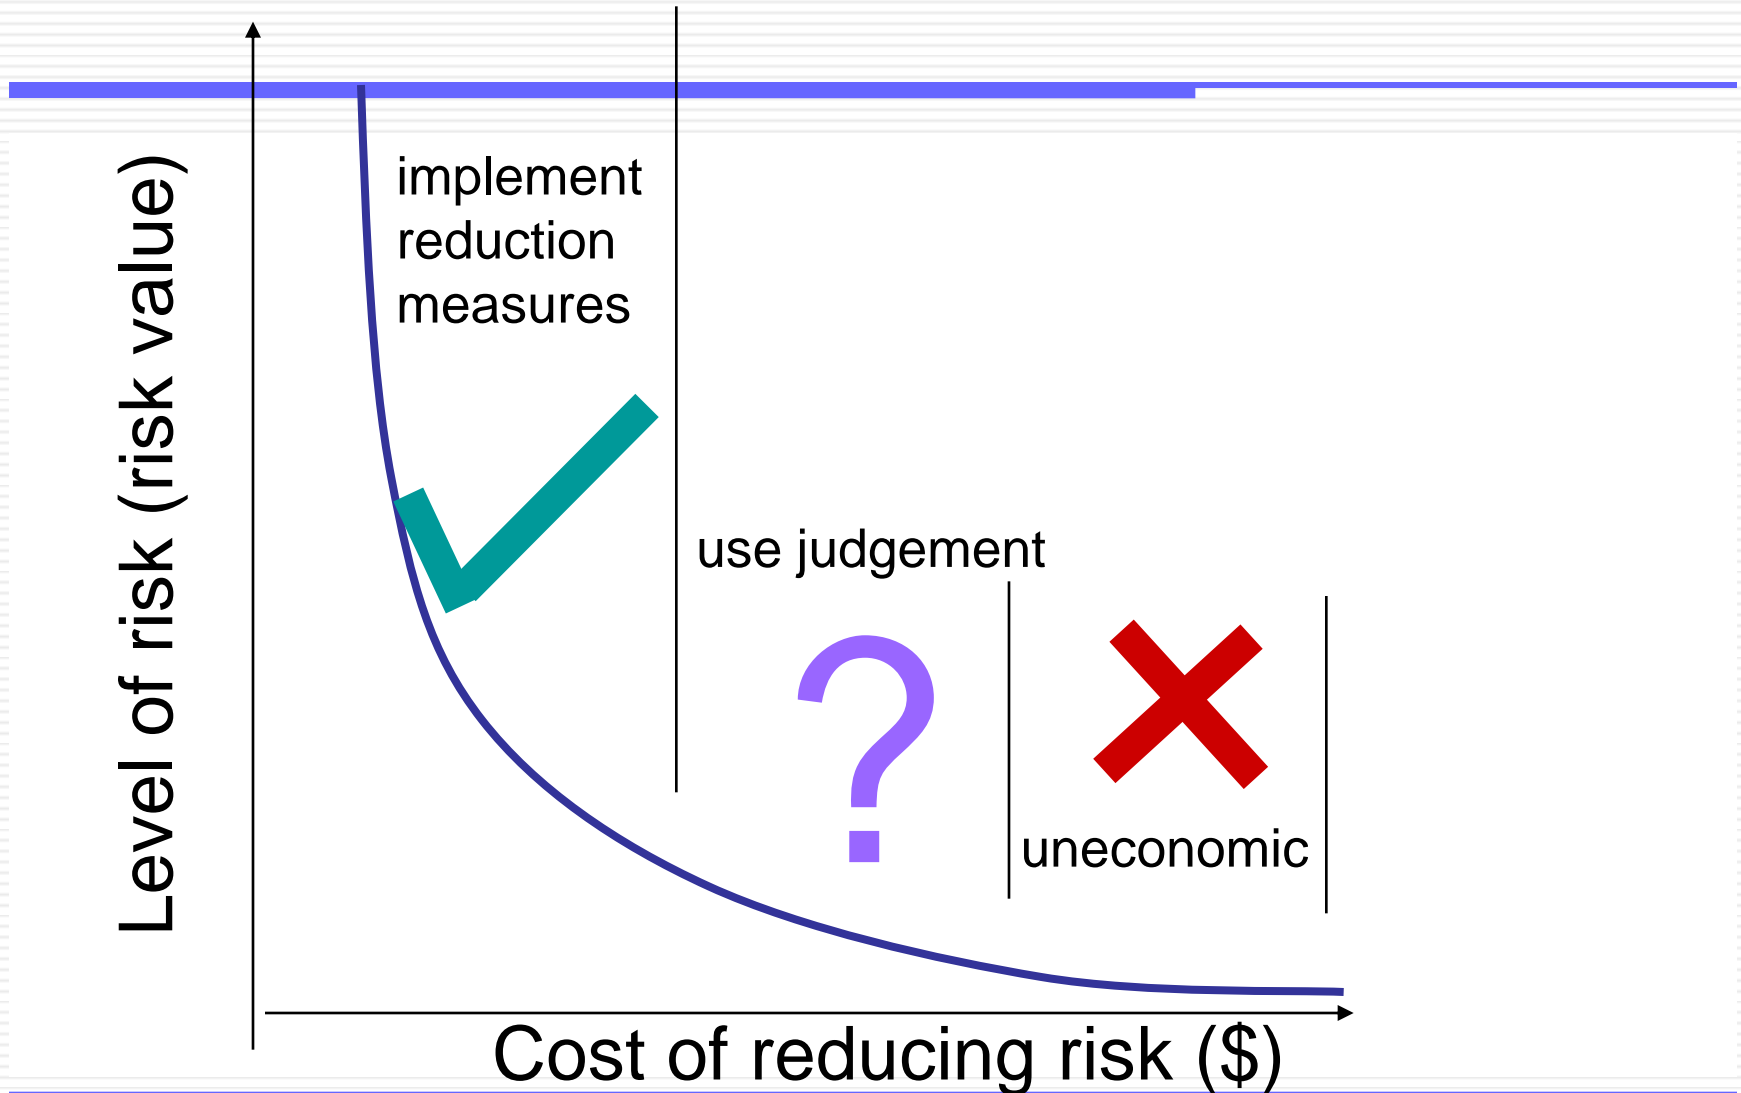 Level of risk (risk value)
implement
reduction
measures
use judgement
?
uneconomic
Cost of reducing risk ($)